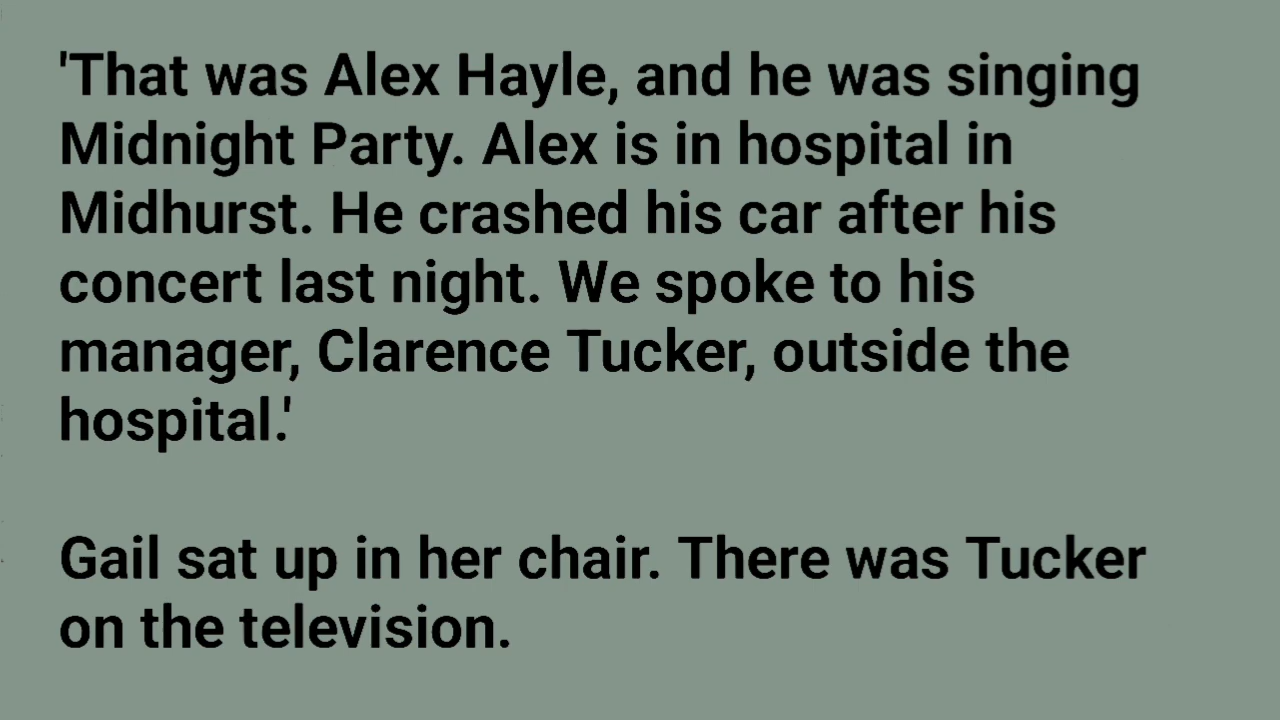 'That was Alex Hayle, and he was singing
Midnight Party. Alex is in hospital in
Midhurst. He crashed his car after his
concert last night. We spoke to his
manager, Clarence Tucker, outside the
hospital.'
Gail sat up in her chair. There was Tucker
on the television.